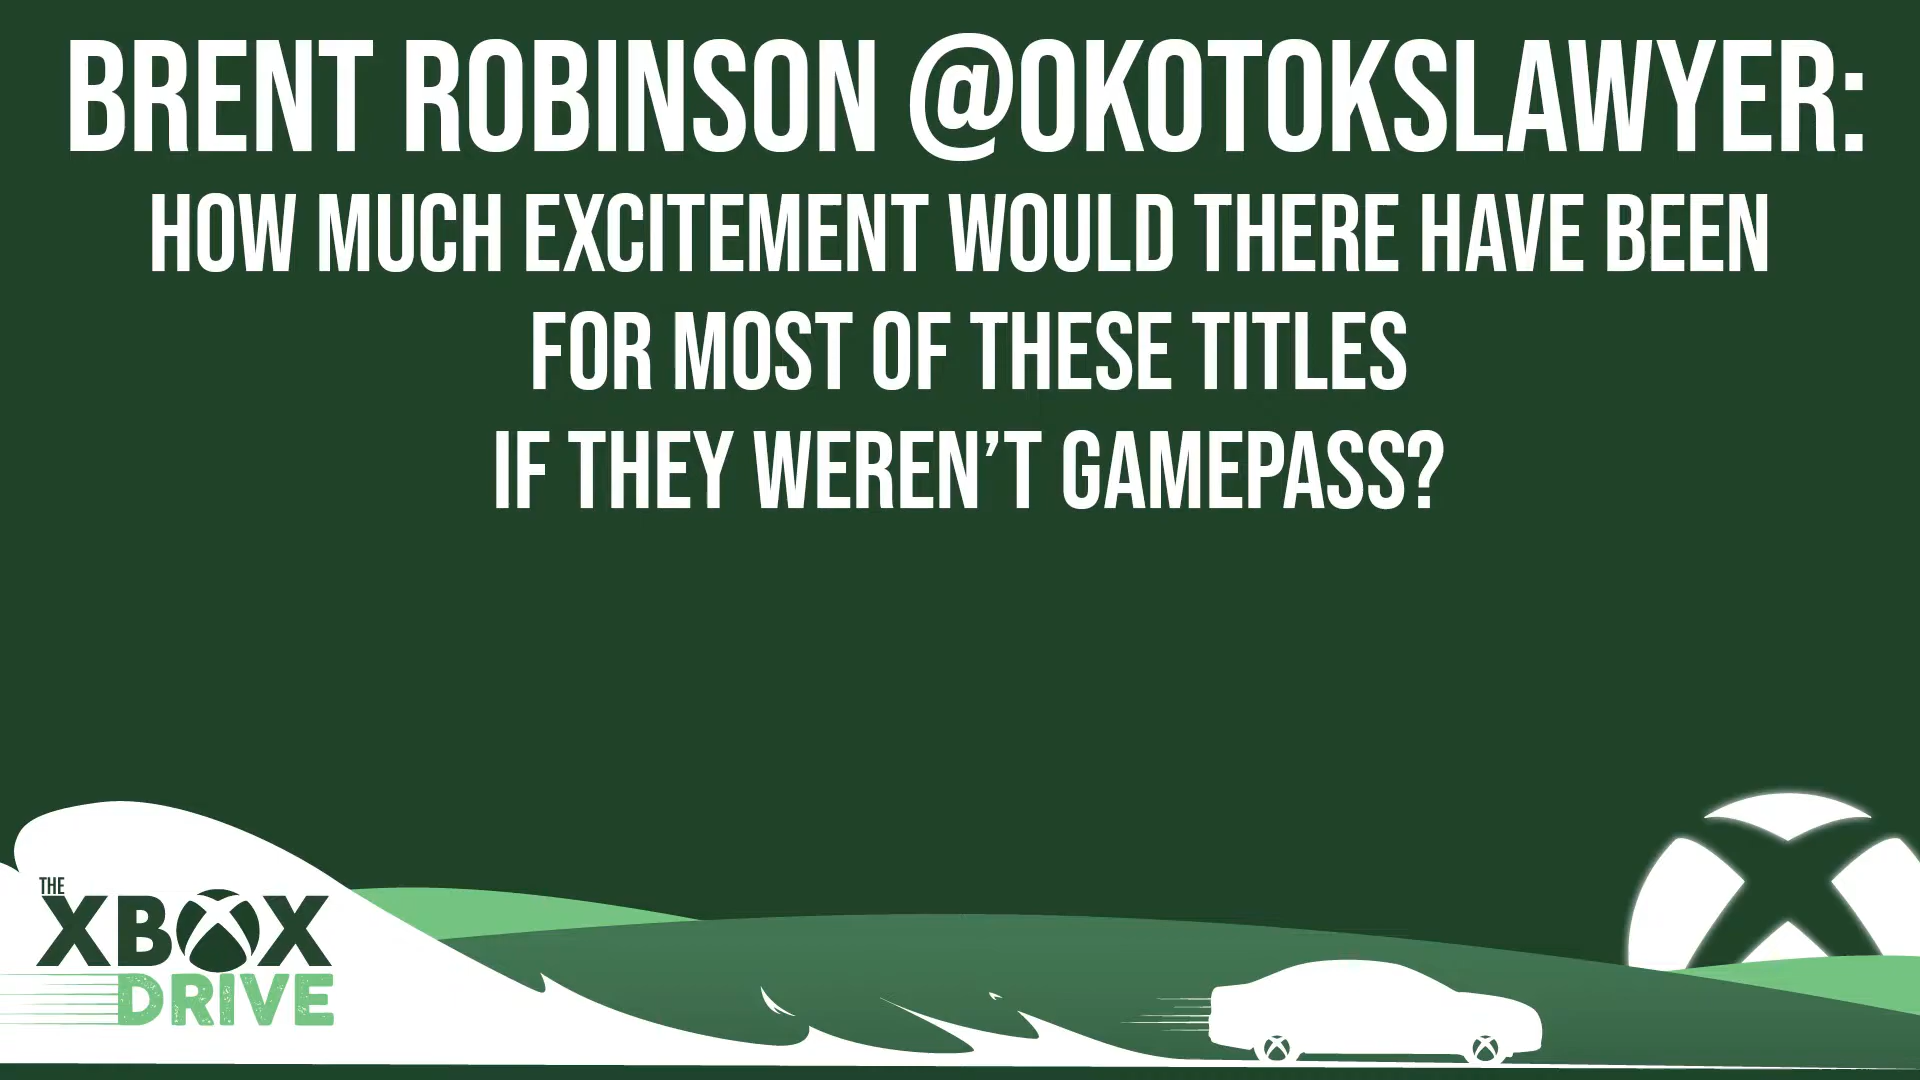 BRENT ROBINSON @OKOTOKSLAWYER:
HOW MUCH EXCITEMENT WOULD THERE HAVE BEEN
FOR MOST OF THESE TITLES
IF THEY WEREN’T GAMEPASS?
THE
XBOX
DRIVE